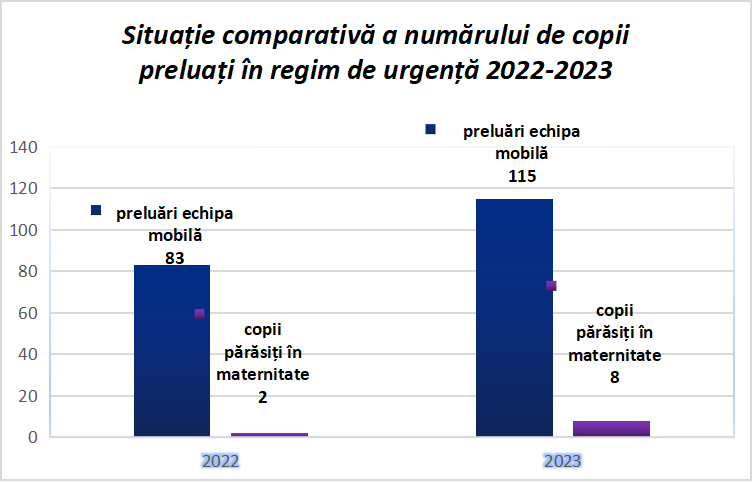 Situație comparativă a numărului de copii
preluați în regim de urgență 2022-2023
140
120
100
80
60
40
20
0
preluări echipa
mobilă
83
copii
părăsiți în
maternitate
2
preluări echipa
mobilă
115
copii
părăsiți în
maternitate
8
2022
2023